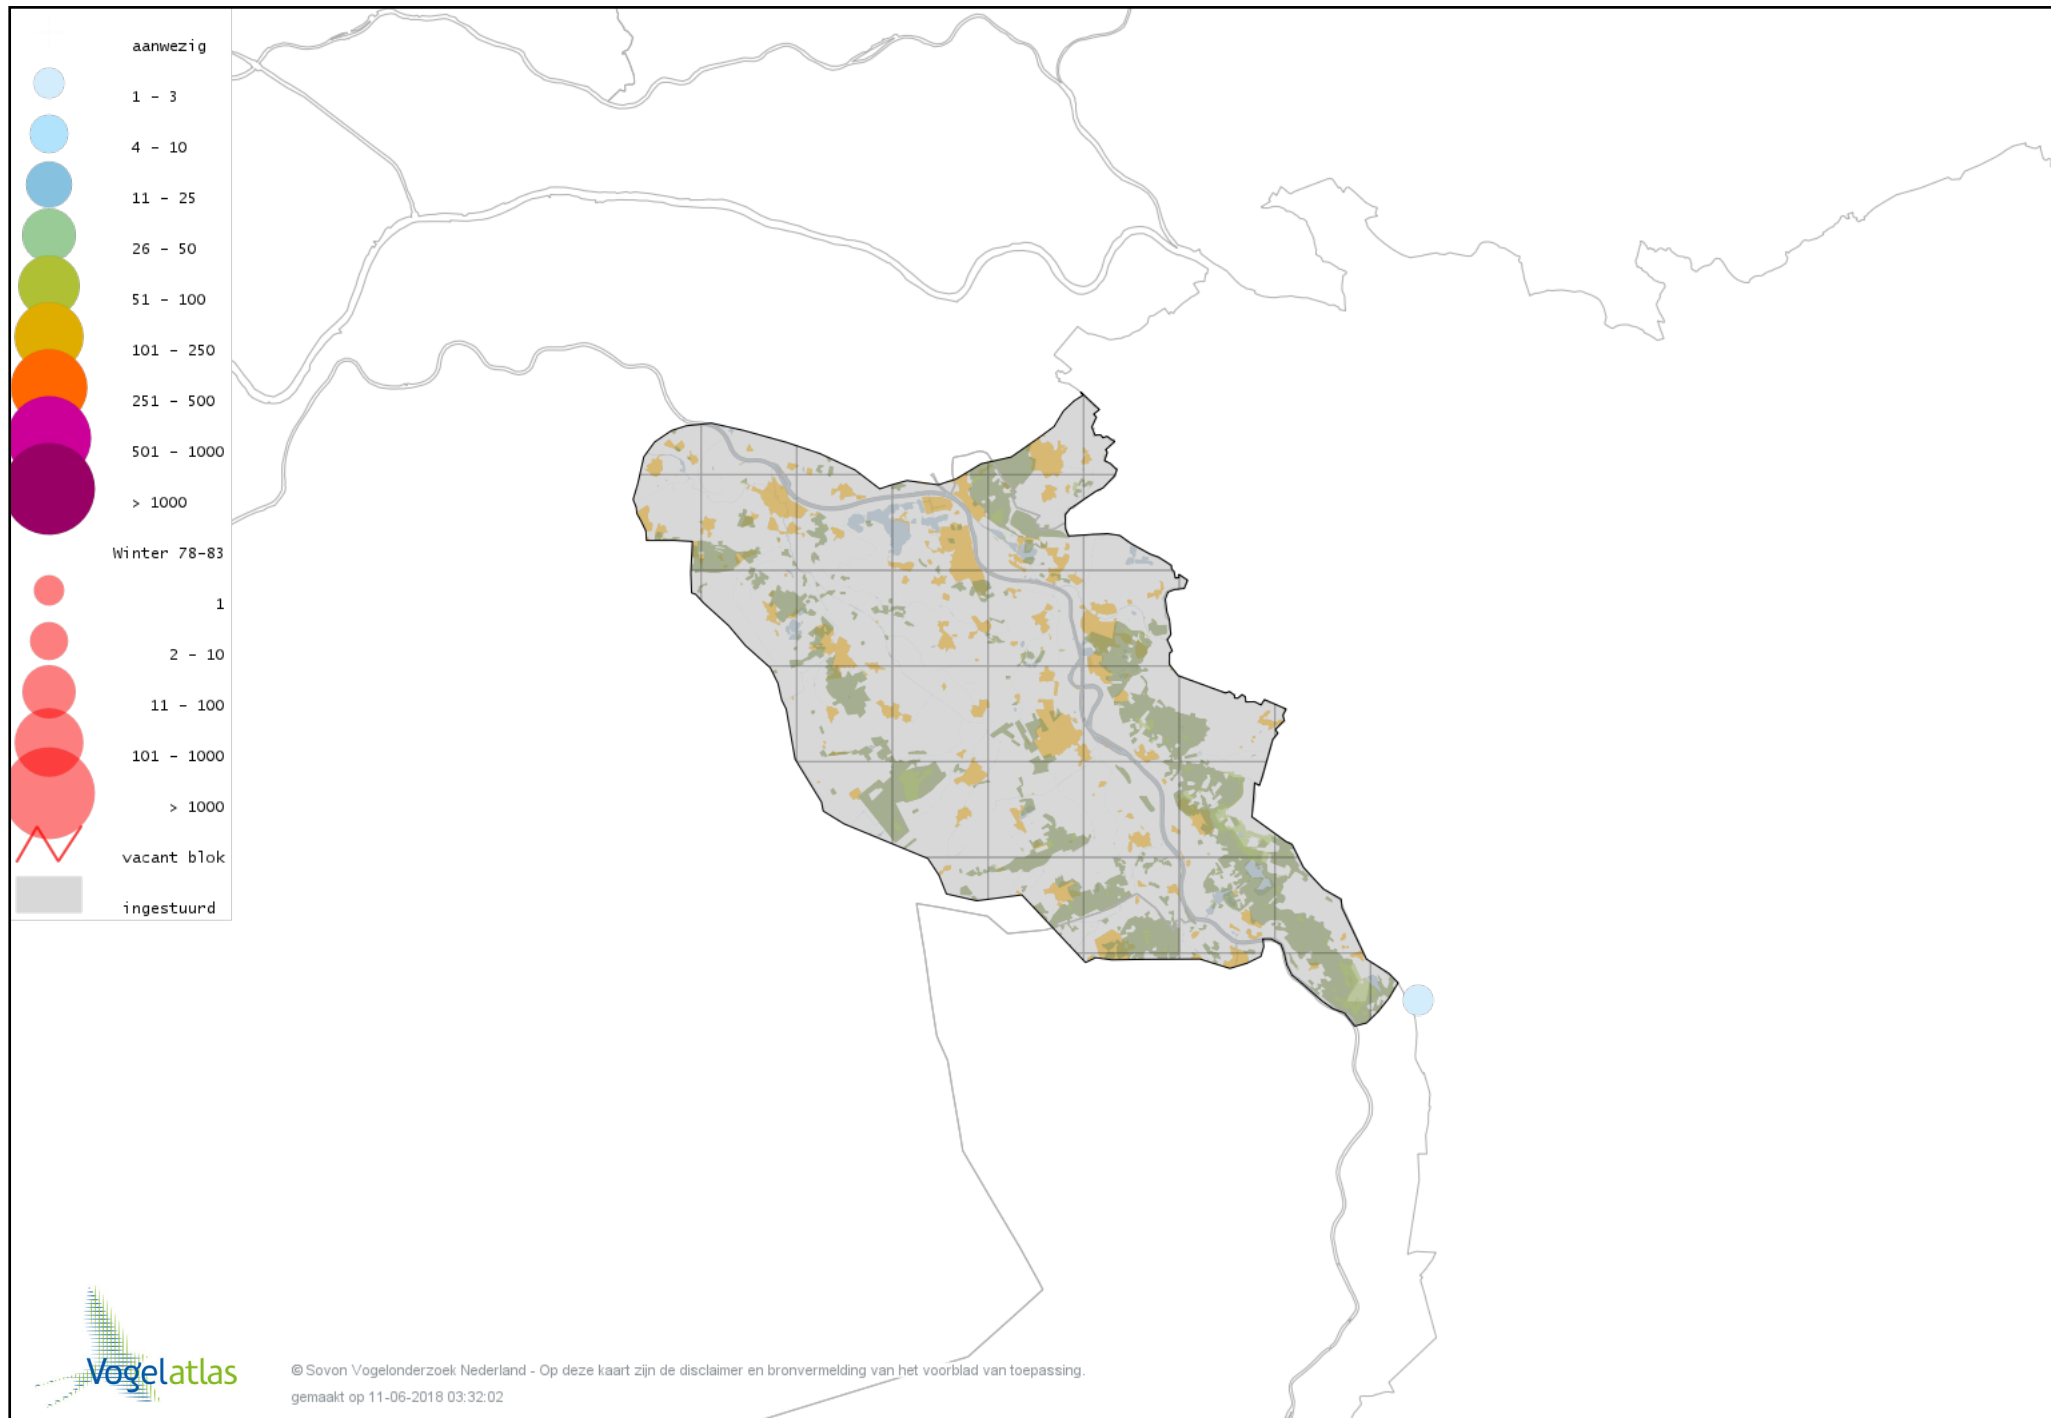 aanwezig
1 - 3
4 - 10
11 - 25
26 - 50
51 - 100
101 - 250
251 - 500
501 - 1000
> 1000
Winter 78-83
1
2 - 10
11 - 100
101 - 1000
> 1000
vacant blok
ingestuurd
Vogelatlas
© Sovon Vogelonderzoek Nederland - Op deze kaart zijn de disclaimer en bronvermelding van het voorblad van toepassing.
gemaakt op 11-06-2018 03:32:02